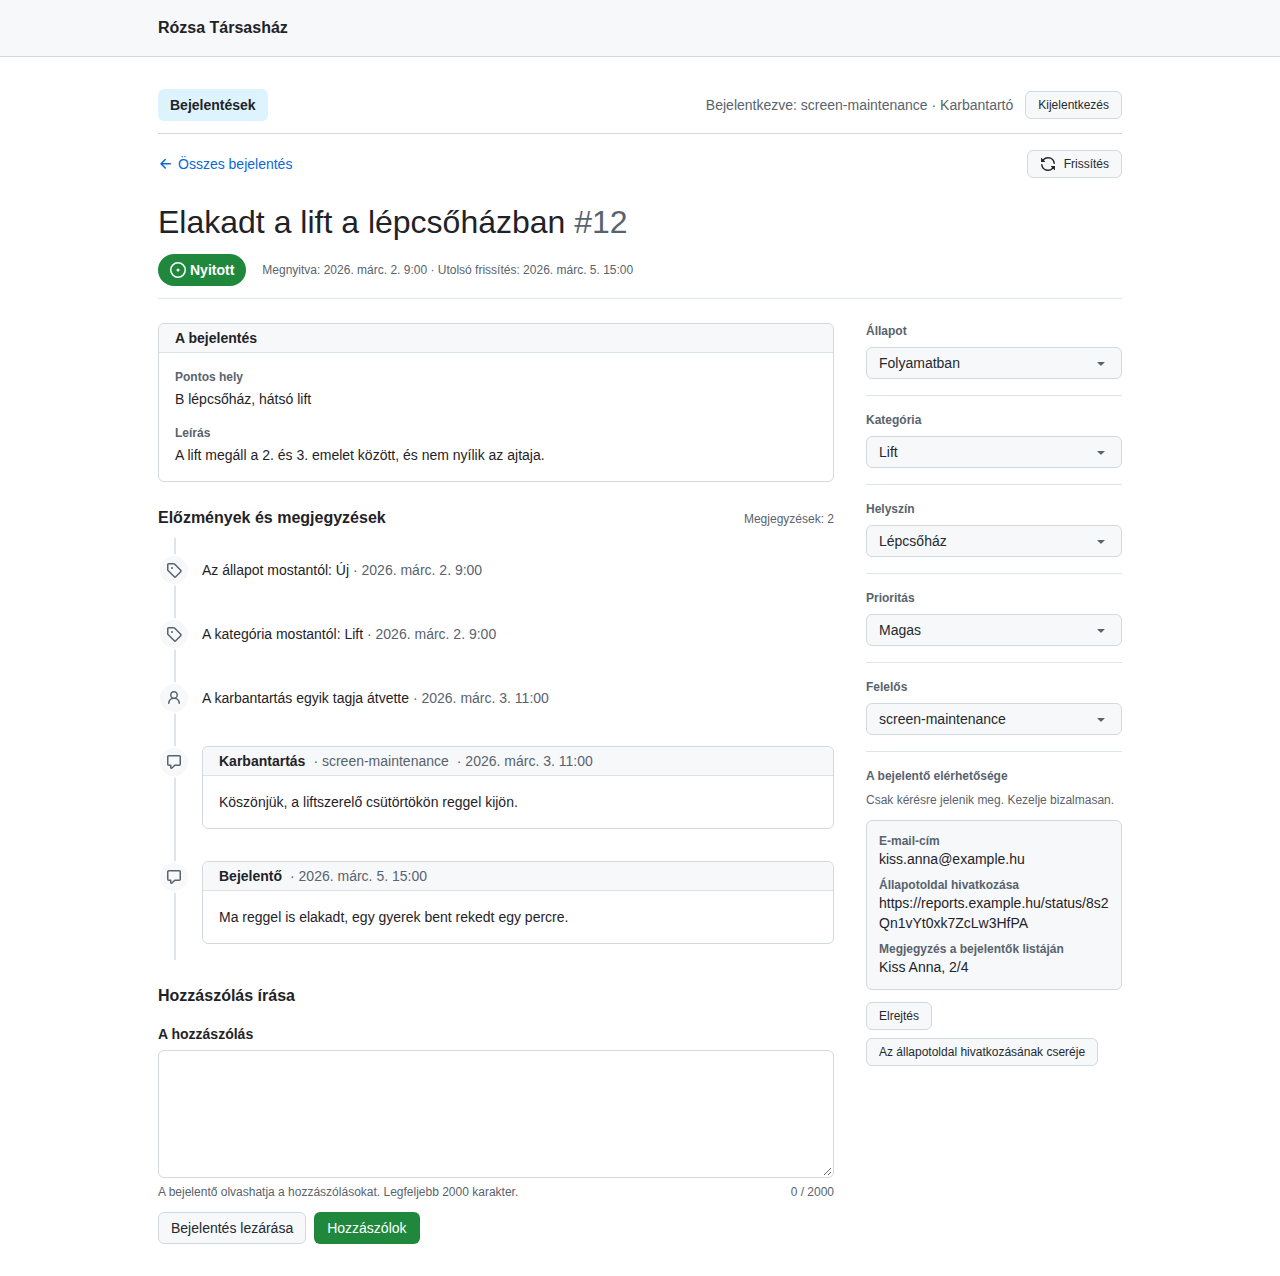 Rózsa Társasház
Bejelentések
Bejelentkezve: screen-maintenance · Karbantartó
Kijelentkezés
Összes bejelentés
Frissítés
Elakadt a lift a lépcsőházban #12
Nyitott
Megnyitva: 2026. márc. 2. 9:00 · Utolsó frissítés: 2026. márc. 5. 15:00
A bejelentés
Pontos hely
B lépcsőház, hátsó lift
Leírás
A lift megáll a 2. és 3. emelet között, és nem nyílik az ajtaja.
Előzmények és megjegyzések
Megjegyzések: 2
Az állapot mostantól: Új · 2026. márc. 2. 9:00
A kategória mostantól: Lift · 2026. márc. 2. 9:00
A karbantartás egyik tagja átvette · 2026. márc. 3. 11:00
Karbantartás · screen-maintenance · 2026. márc. 3. 11:00
Köszönjük, a liftszerelő csütörtökön reggel kijön.
Bejelentő · 2026. márc. 5. 15:00
Ma reggel is elakadt, egy gyerek bent rekedt egy percre.
Hozzászólás írása
A hozzászólás
A bejelentő olvashatja a hozzászólásokat. Legfeljebb 2000 karakter.
0 / 2000
Bejelentés lezárása
Hozzászólok
Állapot
Folyamatban
Kategória
Lift
Helyszín
Lépcsőház
Prioritás
Magas
Felelős
screen-maintenance
A bejelentő elérhetősége
Csak kérésre jelenik meg. Kezelje bizalmasan.
E-mail-cím
kiss.anna@example.hu
Állapotoldal hivatkozása
https://reports.example.hu/status/8s2
Qn1vYt0xk7ZcLw3HfPA
Megjegyzés a bejelentők listáján
Kiss Anna, 2/4
Elrejtés
Az állapotoldal hivatkozásának cseréje